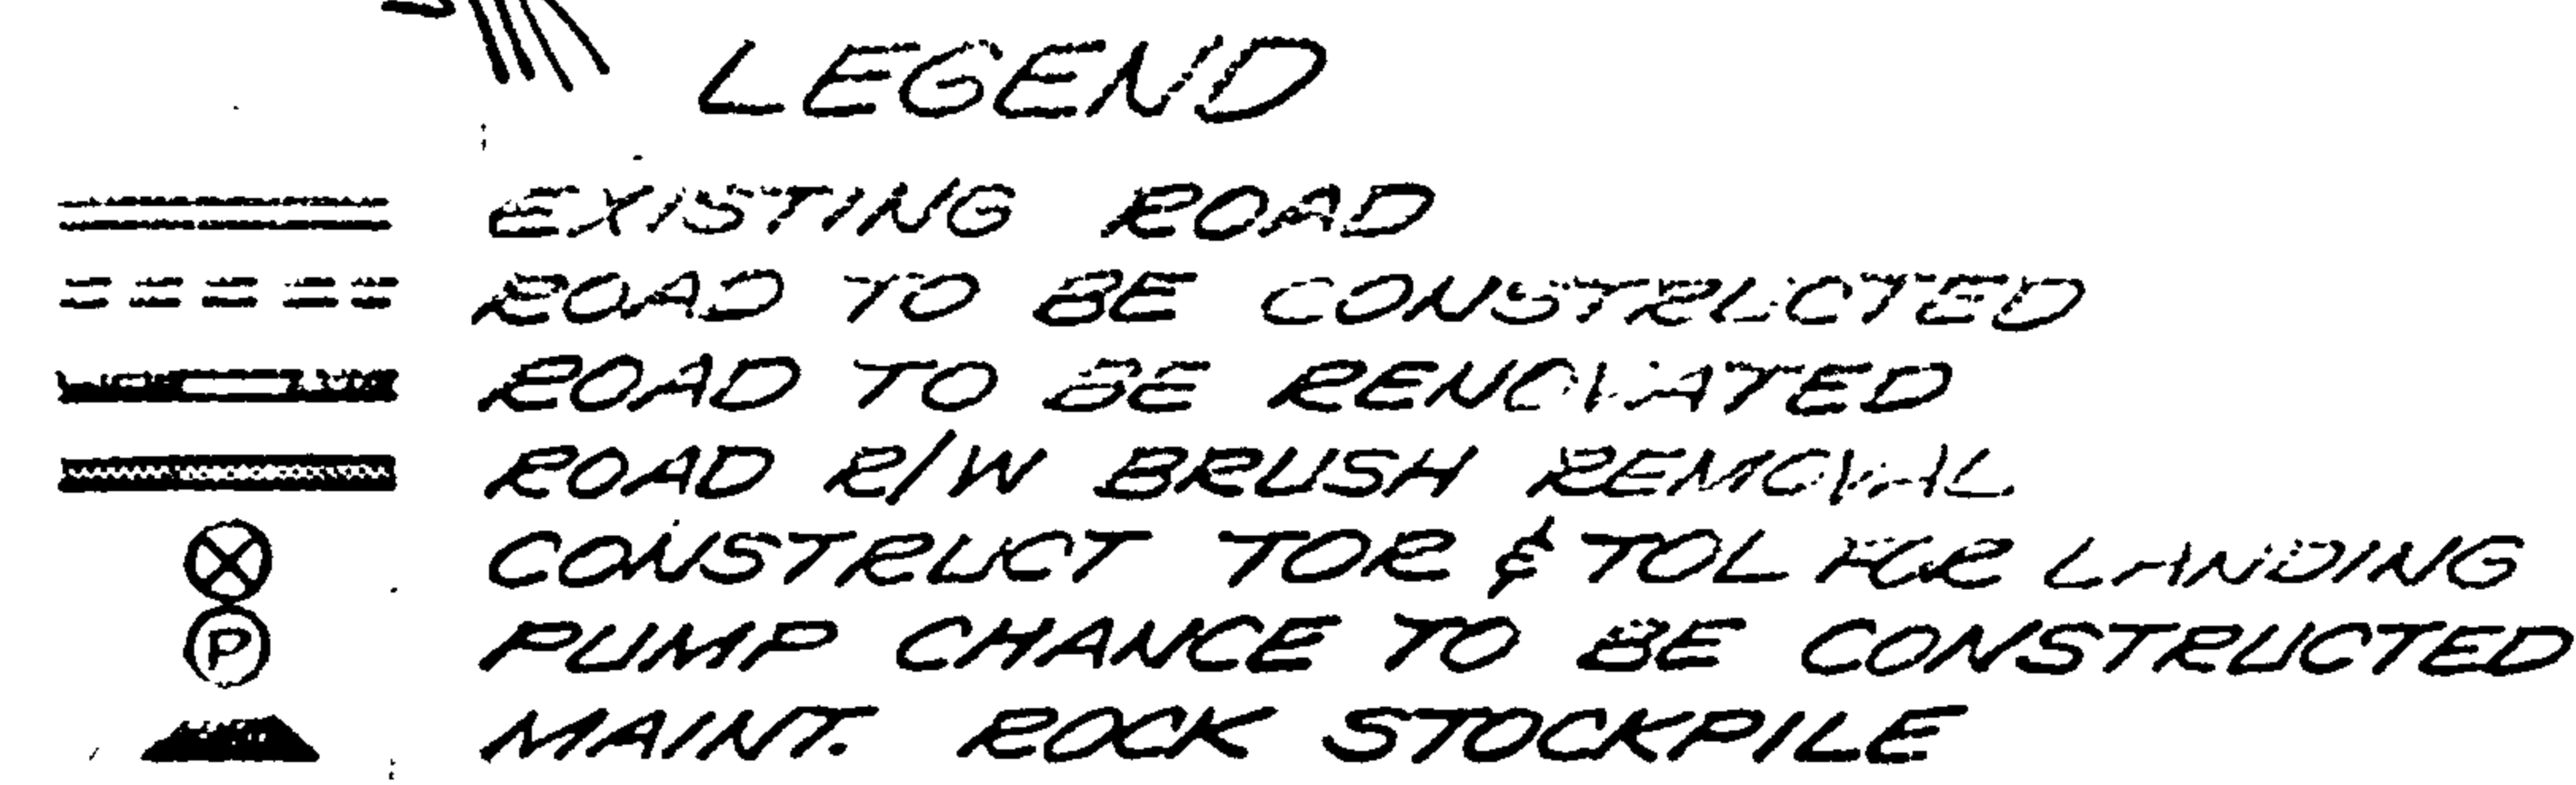 LEGEND
EXISTING ROAD
ROAD TO BE CONSTRUCTED
ROAD TO BE RENOVATED
ROAD R/W BRUSH REMOVAL
CONSTRUCT TOR & TOL FOR LANDING
P PUMP CHANCE TO BE CONSTRUCTED
MAINT. ROCK STOCKPILE